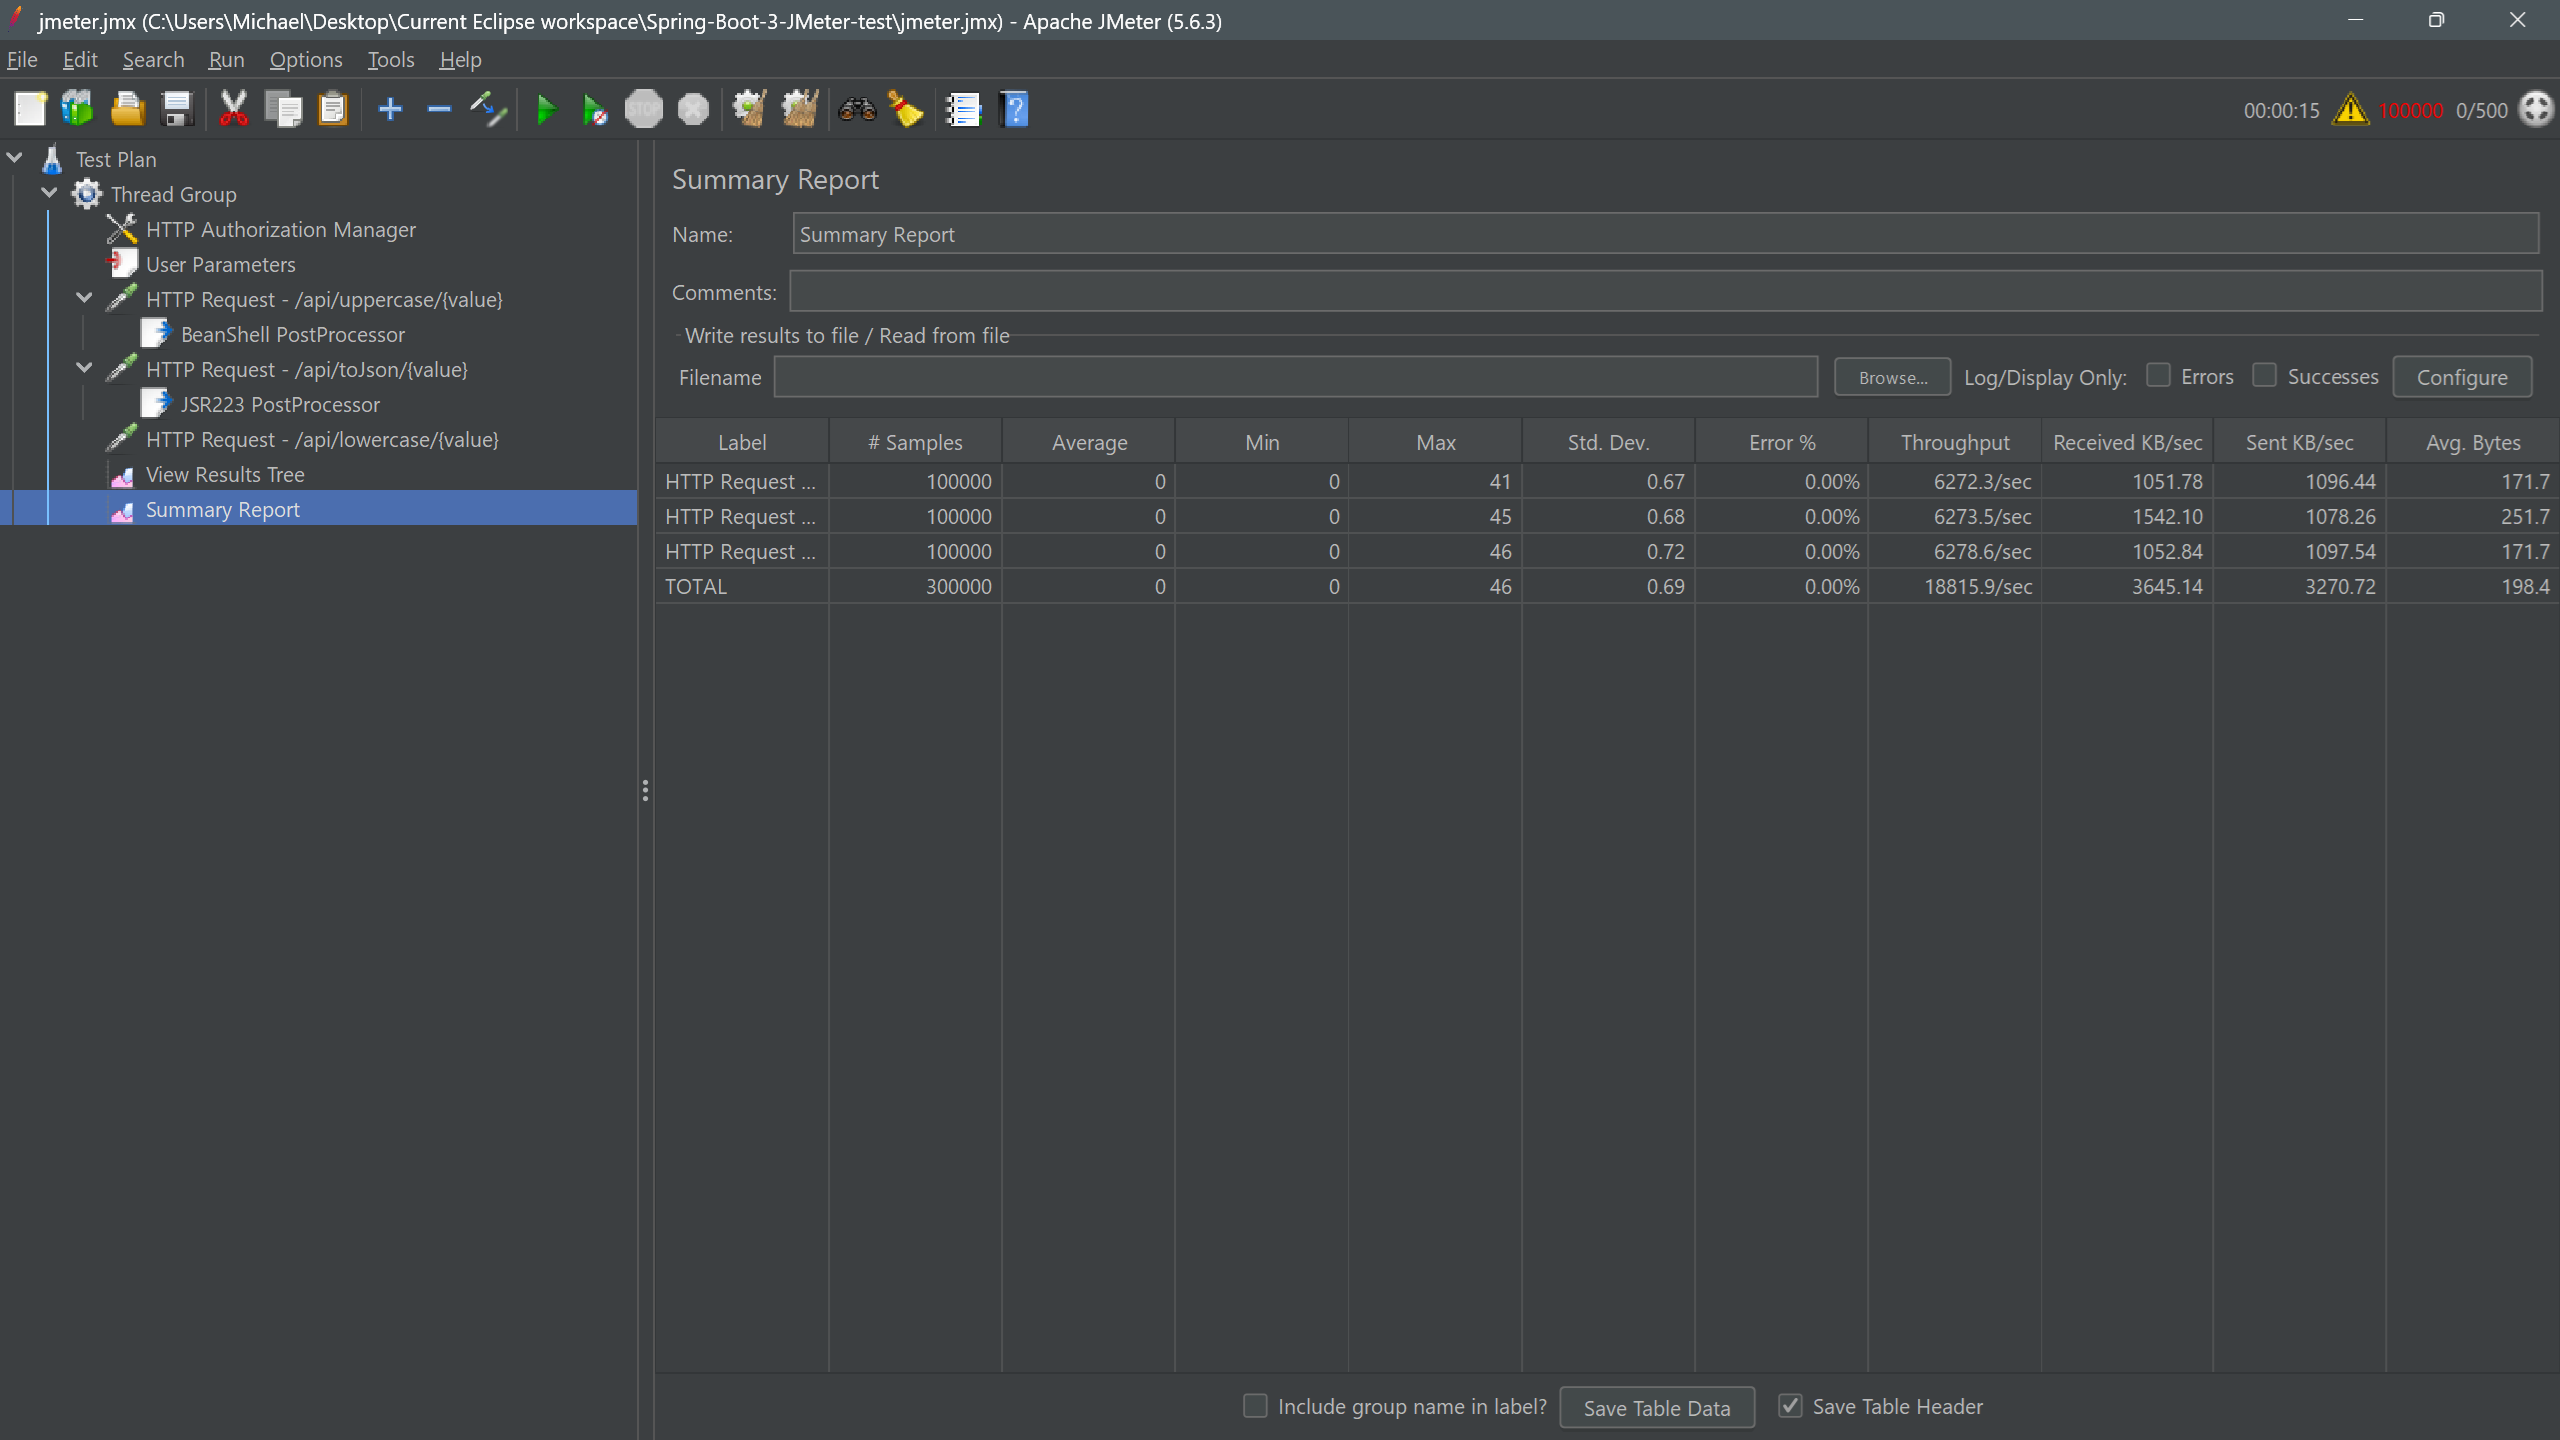 jmeter.jmx (C:\Users\Michael\Desktop\Current Eclipse workspace\Spring-Boot-3-JMeter-test\jmeter.jmx) - Apache JMeter (5.6.3)
File Edit Search Run Options Tools Help
STOP ? 00:00:15 100000 0/500
Test Plan
Thread Group
HTTP Authorization Manager
User Parameters
HTTP Request - /api/uppercase/{value}
BeanShell PostProcessor
HTTP Request - /api/toJson/{value}
JSR223 PostProcessor
HTTP Request - /api/lowercase/{value}
View Results Tree
Summary Report
Summary Report
Name: Summary Report
Comments:
Write results to file / Read from file
Filename Browse... Log/Display Only: Errors Successes Configure
Label # Samples Average Min Max Std. Dev. Error % Throughput Received KB/sec Sent KB/sec Avg. Bytes
HTTP Request ... 100000 0 0 41 0.67 0.00% 6272.3/sec 1051.78 1096.44 171.7
HTTP Request ... 100000 0 0 45 0.68 0.00% 6273.5/sec 1542.10 1078.26 251.7
HTTP Request ... 100000 0 0 46 0.72 0.00% 6278.6/sec 1052.84 1097.54 171.7
TOTAL 300000 0 0 46 0.69 0.00% 18815.9/sec 3645.14 3270.72 198.4
Include group name in label? Save Table Data Save Table Header